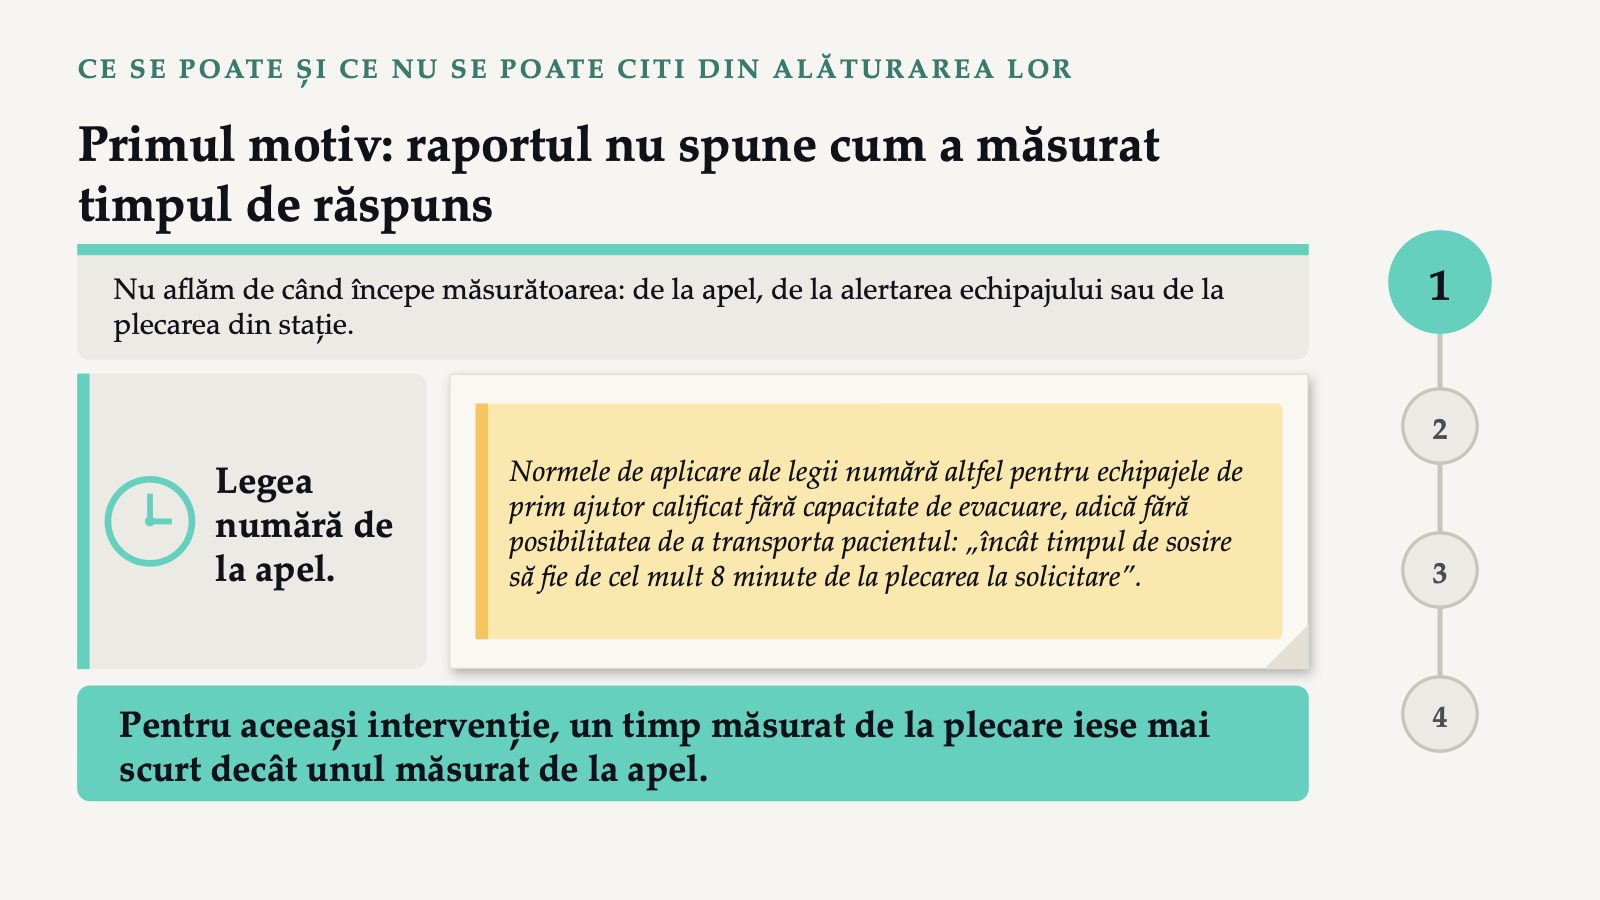 CE SE POATE ȘI CE NU SE POATE CITI DIN ALĂTURAREA LOR
Primul motiv: raportul nu spune cum a măsurat
timpul de răspuns
Nu aflăm de când începe măsurătoarea: de la apel, de la alertarea echipajului sau de la
plecarea din stație.
Legea
numără de
la apel.
Normele de aplicare ale legii numără altfel pentru echipajele de
prim ajutor calificat fără capacitate de evacuare, adică fără
posibilitatea de a transporta pacientul: „încât timpul de sosire
să fie de cel mult 8 minute de la plecarea la solicitare”.
Pentru aceeași intervenție, un timp măsurat de la plecare iese mai
scurt decât unul măsurat de la apel.
1
2
3
4